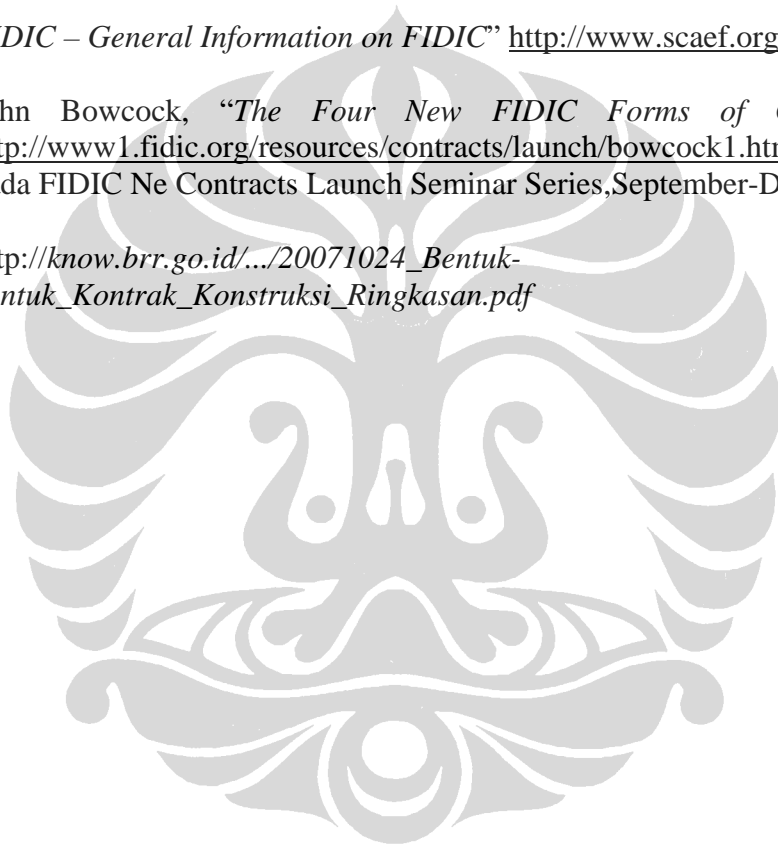 IDIC – General Information on FIDIC” http://www.scaef.org
hn Bowcock, “The Four New FIDIC Forms of
tp://www1.fidic.org/resources/contracts/launch/bowcock1.htm
da FIDIC Ne Contracts Launch Seminar Series,September-D
tp://know.brr.go.id/.../20071024_Bentuk-
ntuk_Kontrak_Konstruksi_Ringkasan.pdf